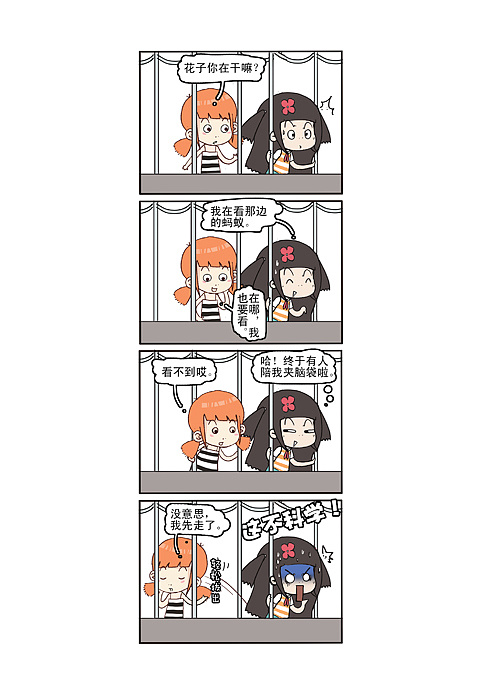 花子你在干嘛？
我在看那边
的蚂蚁。
在哪，我
也要看。
看不到哎。
哈！终于有人
陪我夹脑袋啦。
没意思，
我先走了。
这不科学！！
轻松拔出